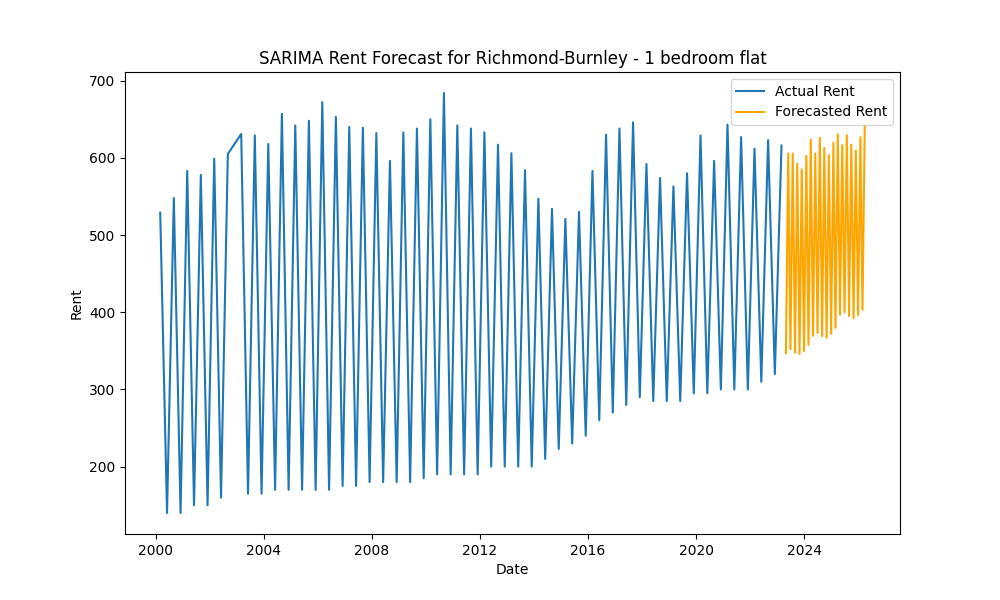 SARIMA Rent Forecast for Richmond-Burnley - 1 bedroom flat
700
600
500
400
300
200
Rent
Actual Rent
Forecasted Rent
2000 2004 2008 2012 2016 2020 2024
Date